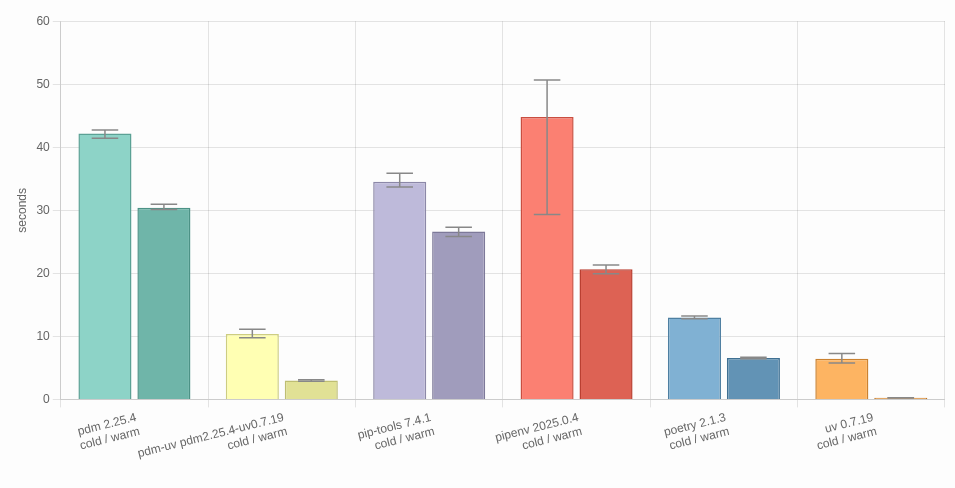 60
50
40
30
20
10
0
seconds
pdm 2.25.4
cold / warm
pdm-uv pdm2.25.4-uv0.7.19
cold / warm
pip-tools 7.4.1
cold / warm
pipenv 2025.0.4
cold / warm
poetry 2.1.3
cold / warm
uv 0.7.19
cold / warm